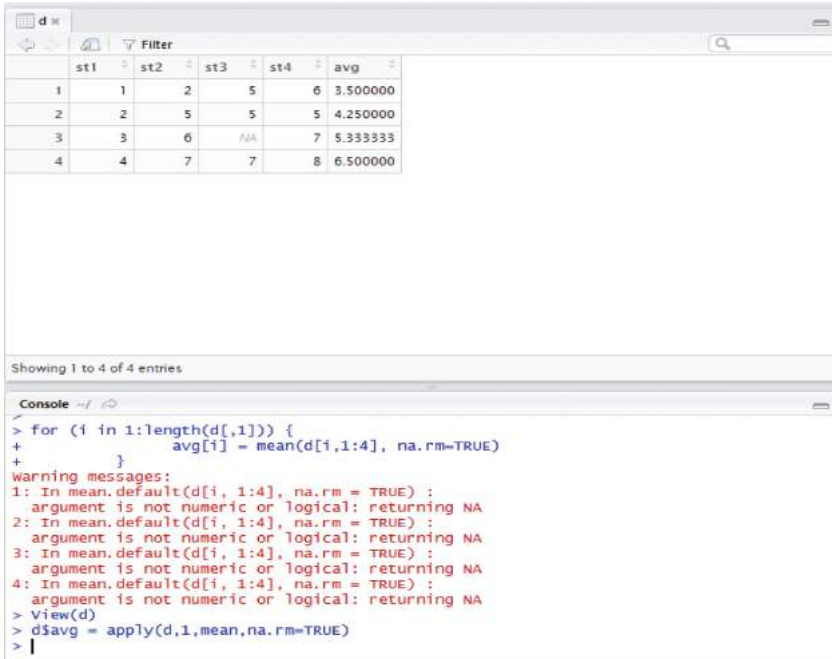 d
Filter
st1 st2 st3 st4 avg
1 1 2 5 6 3.500000
2 2 5 5 5 4.250000
3 3 6 NA 7 5.333333
4 4 7 7 8 6.500000
Showing 1 to 4 of 4 entries
Console ~/
> for (i in 1:length(d[,1])) {
+ avg[i] = mean(d[i,1:4], na.rm=TRUE)
+ }
Warning messages:
1: In mean.default(d[i, 1:4], na.rm = TRUE) :
argument is not numeric or logical: returning NA
2: In mean.default(d[i, 1:4], na.rm = TRUE) :
argument is not numeric or logical: returning NA
3: In mean.default(d[i, 1:4], na.rm = TRUE) :
argument is not numeric or logical: returning NA
4: In mean.default(d[i, 1:4], na.rm = TRUE) :
argument is not numeric or logical: returning NA
> View(d)
> d$avg = apply(d,1,mean,na.rm=TRUE)
>